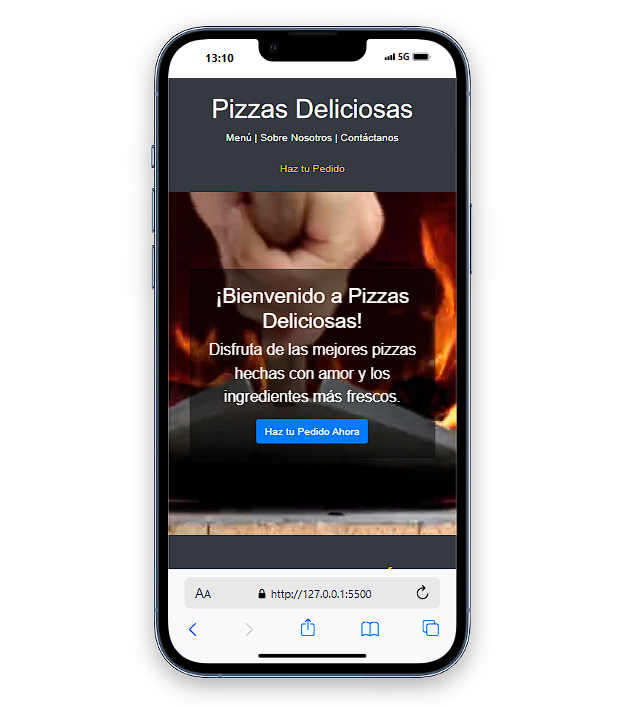 13:10
5G
Pizzas Deliciosas
Menú | Sobre Nosotros | Contáctanos
Haz tu Pedido
¡Bienvenido a Pizzas
Deliciosas!
Disfruta de las mejores pizzas
hechas con amor y los
ingredientes más frescos.
Haz tu Pedido Ahora
AA
http://127.0.0.1:5500